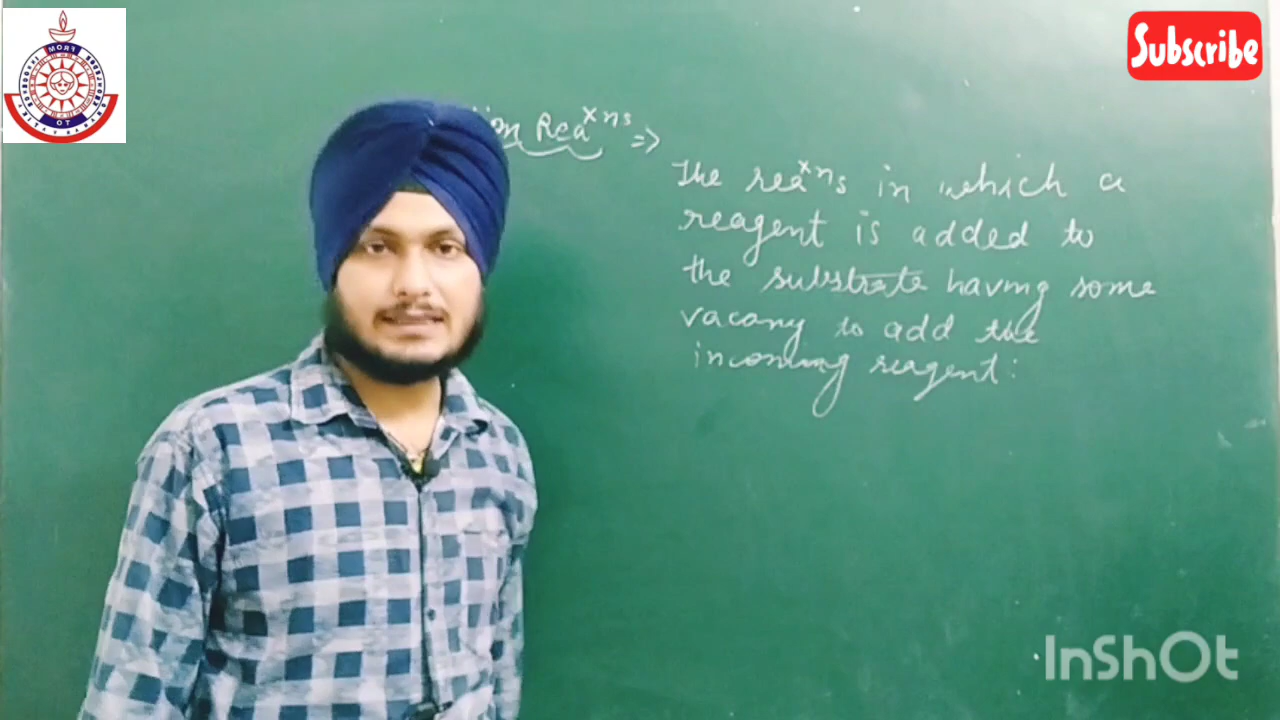 Subscribe
ion Reaxns =>
The reaxns in which a
reagent is added to
the substrate having some
vacany to add the
incoming reagent:
InShOt